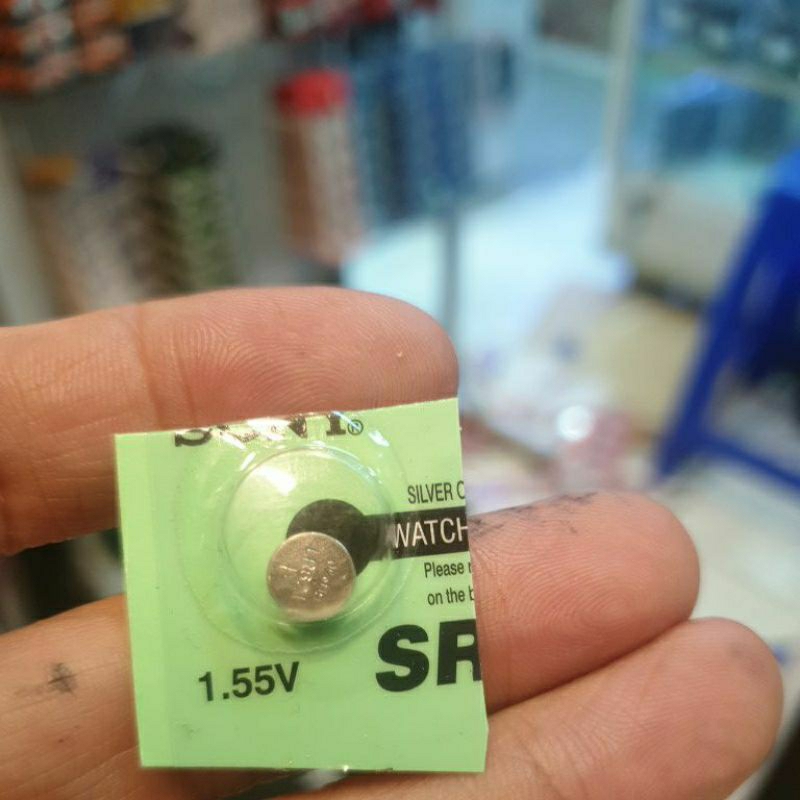 SONY®
SILVER O
WATCH
Please
on the b
1.55V
SR